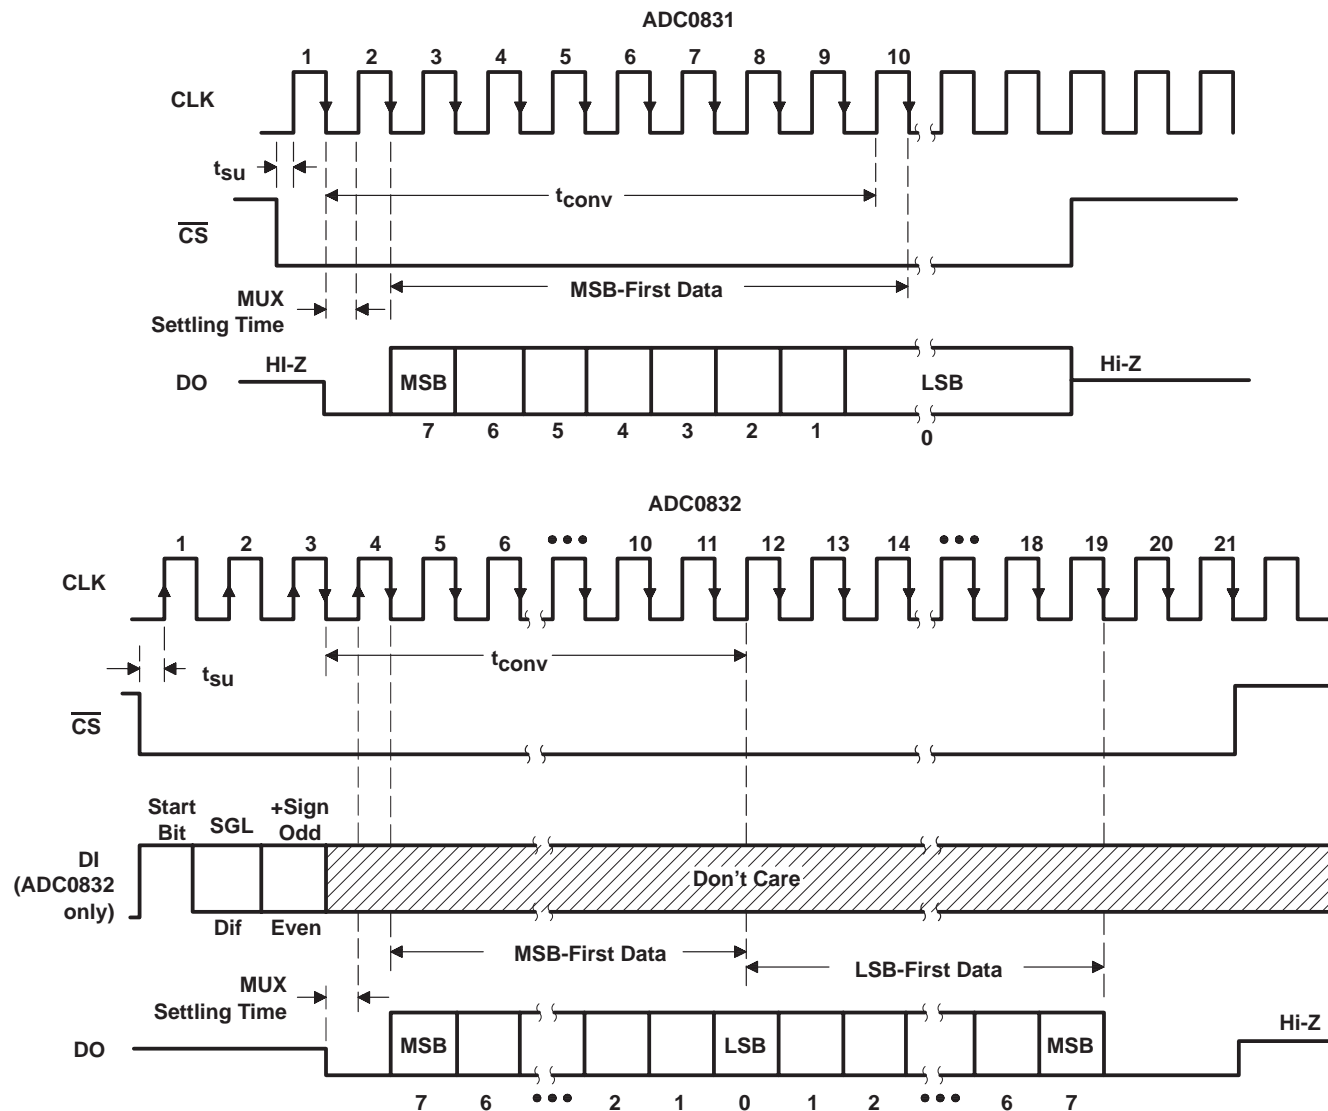 ADC0831
1 2 3 4 5 6 7 8 9 10
CLK
tsu
tconv
CS
MSB-First Data
MUX
Settling Time
HI-Z
Hi-Z
DO
MSB
LSB
7 6 5 4 3 2 1 0
ADC0832
1 2 3 4 5 6 ••• 10 11 12 13 14 ••• 18 19 20 21
CLK
tconv
tsu
CS
Start
Bit
SGL
+Sign
Odd
DI
(ADC0832
only)
Don't Care
Dif
Even
MSB-First Data
LSB-First Data
MUX
Settling Time
Hi-Z
DO
MSB
LSB
MSB
7 6 •••• 2 1 0 1 2 •••• 6 7